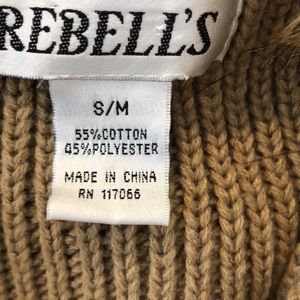 REBELL'S
S/M
55%COTTON
45%POLYESTER
MADE IN CHINA
RN 117066